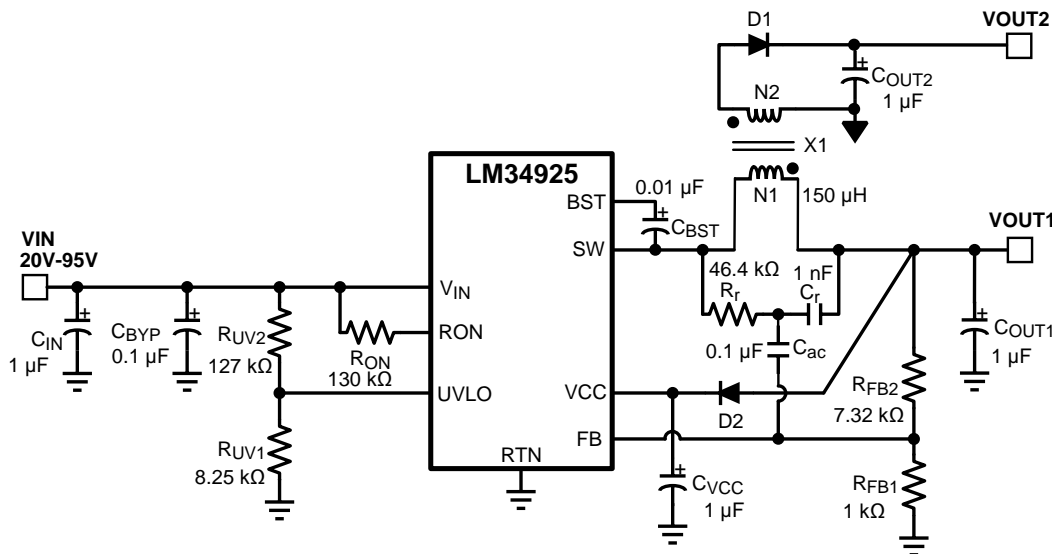 D1
VOUT2
+
COUT2
1 µF
N2
X1
LM34925
BST
0.01 µF
+
CBST
N1
150 µH
VOUT1
SW
VIN
20V-95V
46.4 kΩ
Rr
1 nF
Cr
VIN
+
CIN
1 µF
+
CBYP
0.1 µF
RUV2
127 kΩ
RON
130 kΩ
RON
0.1 µF
Cac
+
COUT1
1 µF
UVLO
VCC
D2
RFB2
7.32 kΩ
FB
RUV1
8.25 kΩ
RTN
+
CVCC
1 µF
RFB1
1 kΩ